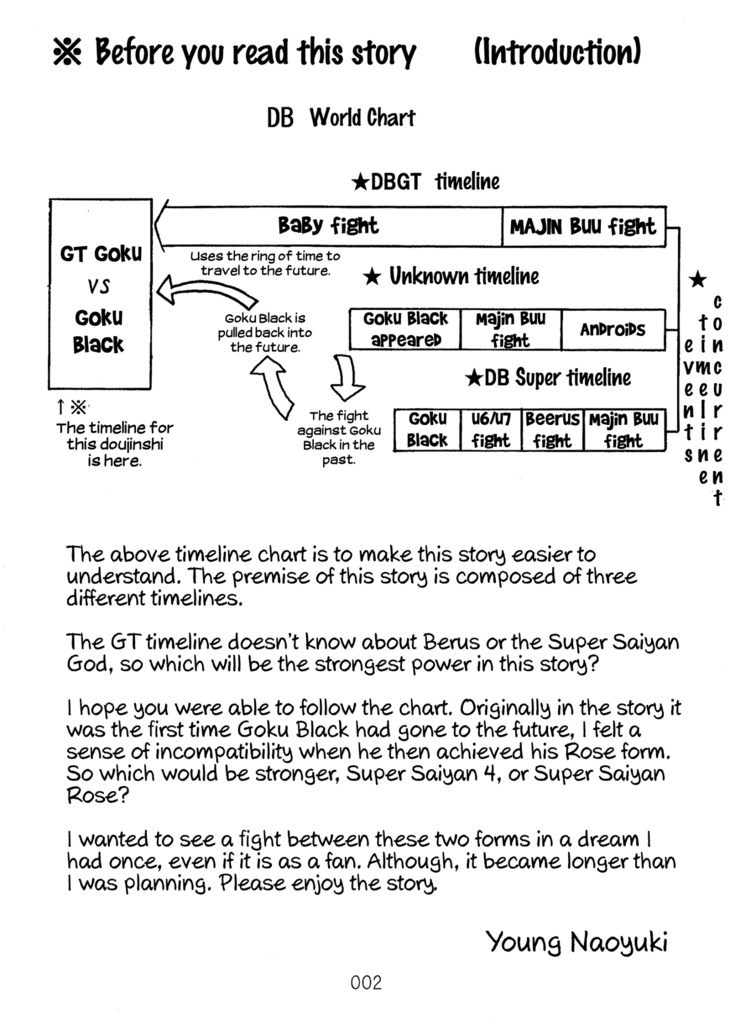 ※ Before you read this story (Introduction)
DB World Chart
★DBGT timeline
GT Goku
VS
Goku
Black
Baby fight
MAJIN Buu fight
Uses the ring of time to
travel to the future.
★ Unknown timeline
Goku Black is
pulled back into
the future.
Goku Black
appeared
Majin Buu
fight
Androids
★DB Super timeline
The fight
against Goku
Black in the
past.
Goku
Black
U6/U7
fight
Beerus
fight
Majin Buu
fight
★
concurrent
timeline
events
↑※
The timeline for
this doujinshi
is here.
The above timeline chart is to make this story easier to
understand. The premise of this story is composed of three
different timelines.
The GT timeline doesn't know about Berus or the Super Saiyan
God, so which will be the strongest power in this story?
I hope you were able to follow the chart. Originally in the story it
was the first time Goku Black had gone to the future, I felt a
sense of incompatibility when he then achieved his Rose form.
So which would be stronger, Super Saiyan 4, or Super Saiyan
Rose?
I wanted to see a fight between these two forms in a dream I
had once, even if it is as a fan. Although, it became longer than
I was planning. Please enjoy the story.
Young Naoyuki
002